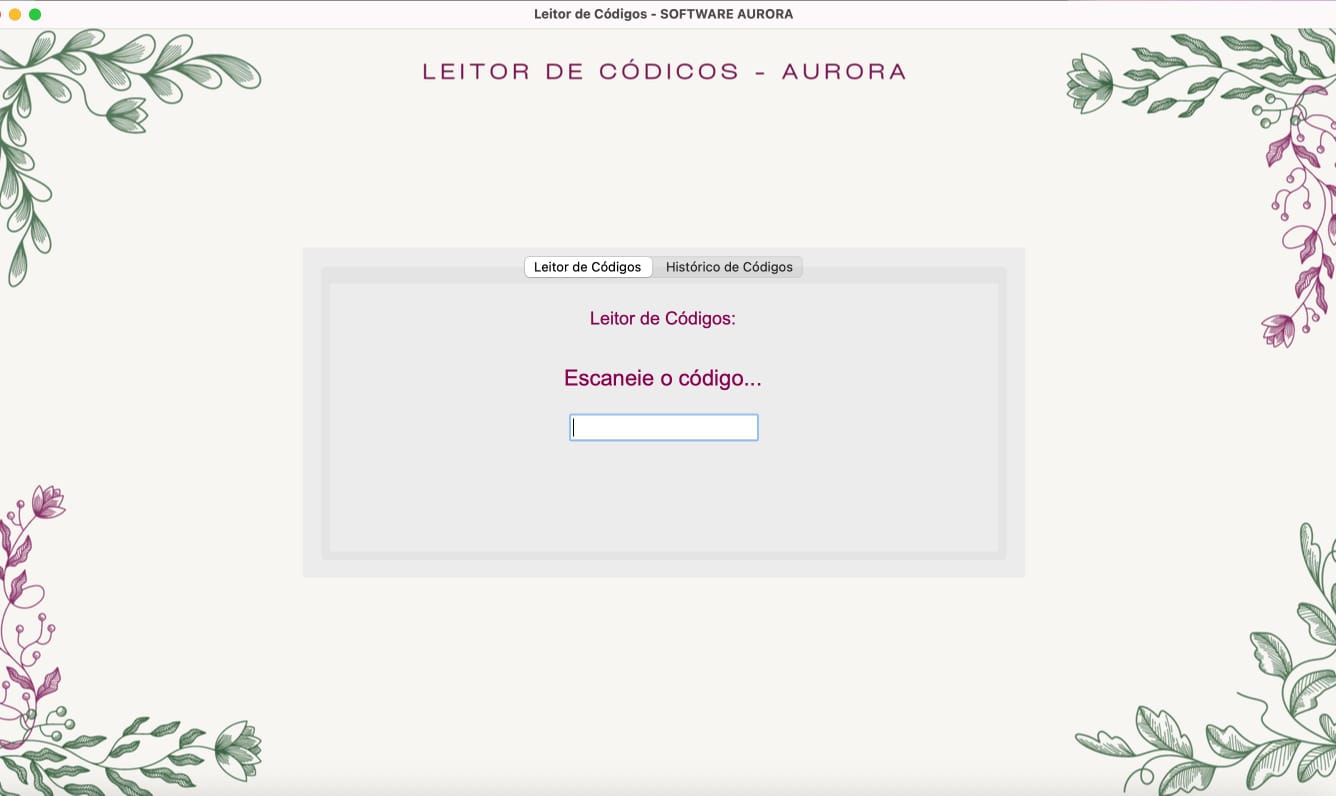 Leitor de Códigos - SOFTWARE AURORA
LEITOR DE CÓDICOS - AURORA
Leitor de Códigos Histórico de Códigos
Leitor de Códigos:
Escaneie o código...